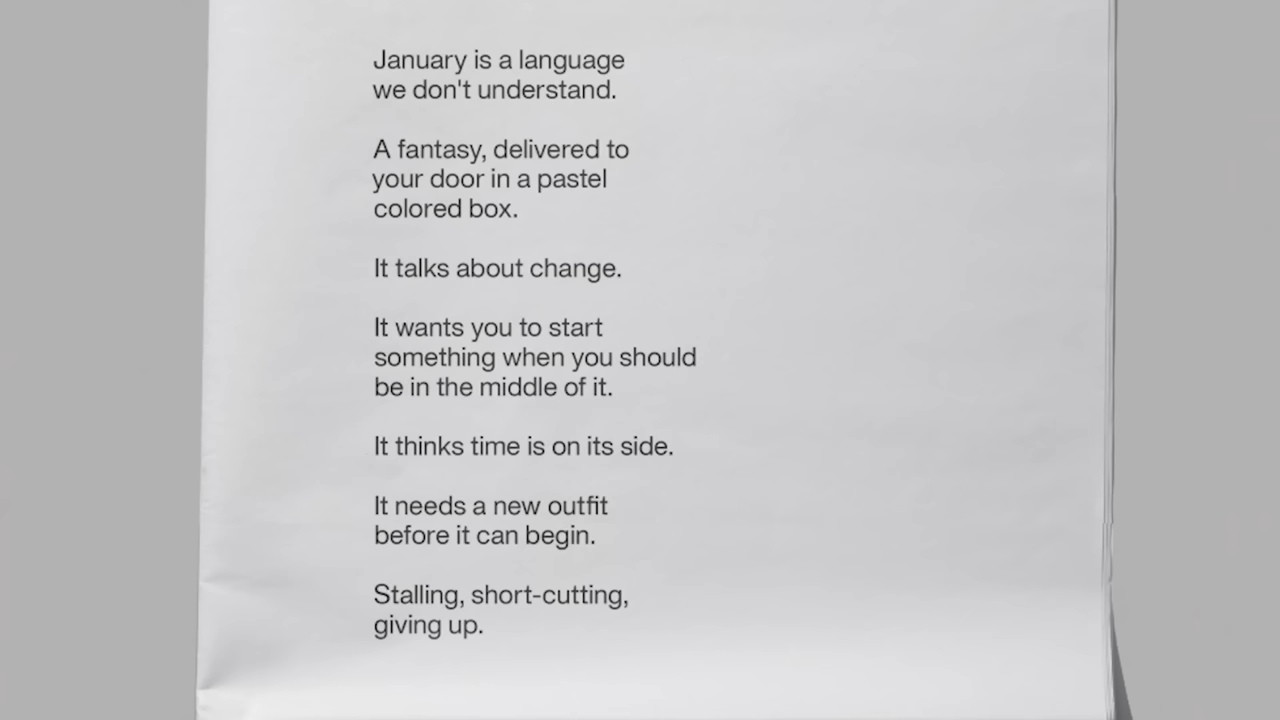 January is a language
we don't understand.
A fantasy, delivered to
your door in a pastel
colored box.
It talks about change.
It wants you to start
something when you should
be in the middle of it.
It thinks time is on its side.
It needs a new outfit
before it can begin.
Stalling, short-cutting,
giving up.